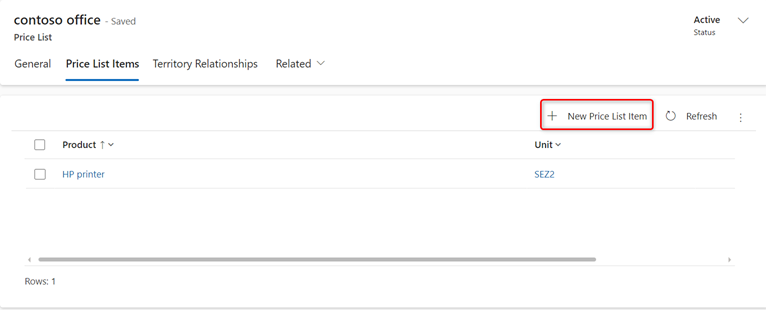 contoso office - Saved
Active
Price List
Status
General Price List Items Territory Relationships Related
New Price List Item Refresh
Product Unit
HP printer SEZ2
Rows: 1